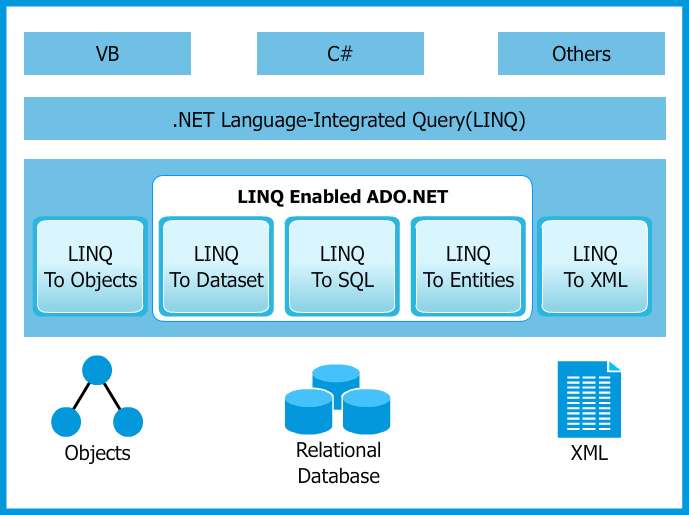 VB
C#
Others
.NET Language-Integrated Query(LINQ)
LINQ Enabled ADO.NET
LINQ
To Objects
LINQ
To Dataset
LINQ
To SQL
LINQ
To Entities
LINQ
To XML
Objects
Relational
Database
XML